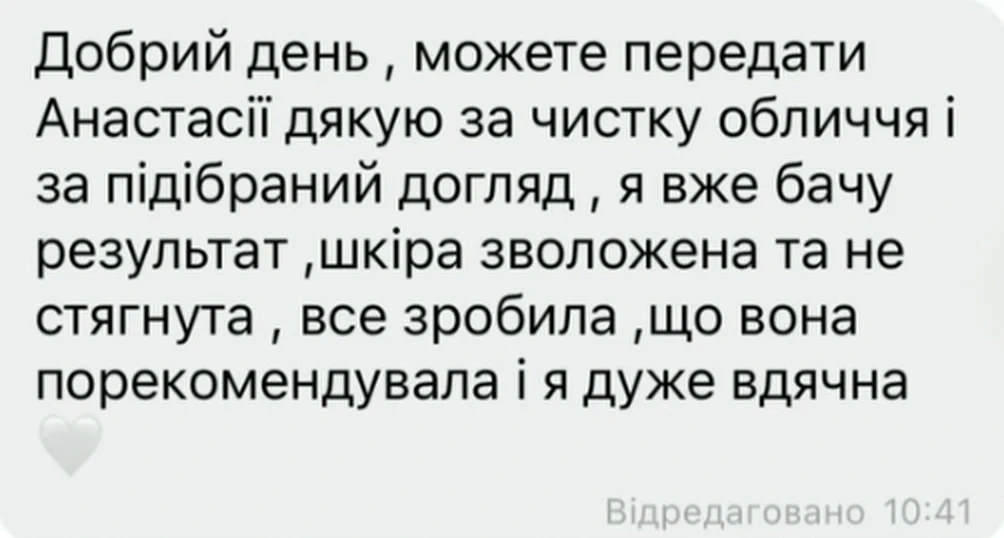 Добрий день , можете передати
Анастасії дякую за чистку обличчя і
за підібраний догляд , я вже бачу
результат ,шкіра зволожена та не
стягнута , все зробила ,що вона
порекомендувала і я дуже вдячна
🤍
Відредаговано 10:41